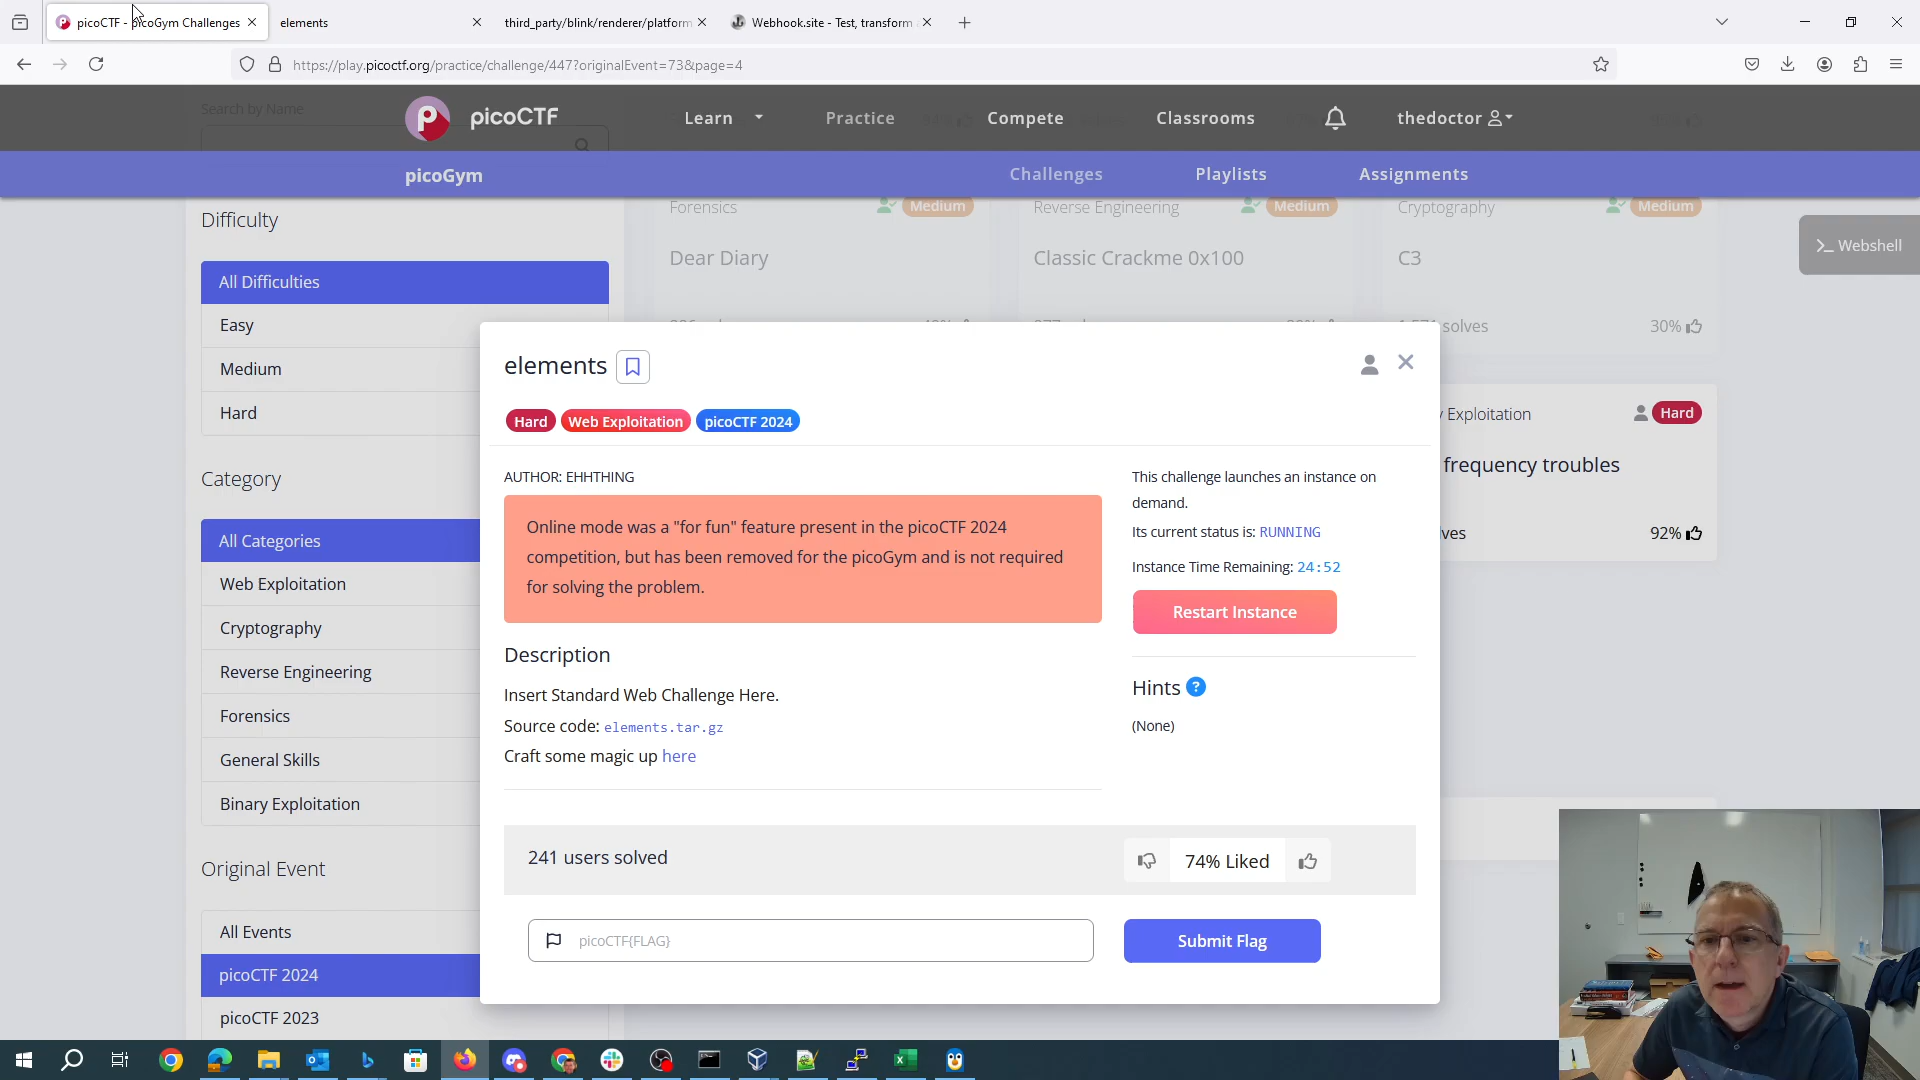 picoCTF - picoGym Challenges
elements
third_party/blink/renderer/platform
Webhook.site - Test, transform
https://play.picoctf.org/practice/challenge/447?originalEvent=73&page=4
Search by Name
picoCTF
Learn
Practice
Compete
Classrooms
thedoctor
picoGym
Challenges
Playlists
Assignments
Difficulty
All Difficulties
Easy
Medium
Hard
Category
All Categories
Web Exploitation
Cryptography
Reverse Engineering
Forensics
General Skills
Binary Exploitation
Original Event
All Events
picoCTF 2024
picoCTF 2023
Forensics
Medium
Dear Diary
Reverse Engineering
Medium
Classic Crackme 0x100
Cryptography
Medium
C3
solves
30%
Webshell
Exploitation
Hard
frequency troubles
92%
elements
Hard
Web Exploitation
picoCTF 2024
AUTHOR: EHHTHING
Online mode was a "for fun" feature present in the picoCTF 2024
competition, but has been removed for the picoGym and is not required
for solving the problem.
Description
Insert Standard Web Challenge Here.
Source code: elements.tar.gz
Craft some magic up here
This challenge launches an instance on
demand.
Its current status is: RUNNING
Instance Time Remaining: 24:52
Restart Instance
Hints ?
(None)
241 users solved
74% Liked
picoCTF{FLAG}
Submit Flag